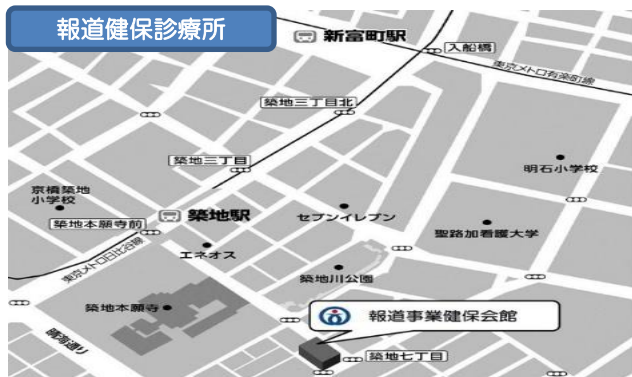 報道健保診療所
新富町駅
入船橋
東京メトロ有楽町線
築地三丁目北
築地三丁目
明石小学校
京橋築地
小学校
築地駅
セブンイレブン
築地本願寺前
聖路加看護大学
エネオス
東京メトロ日比谷線
築地川公園
築地本願寺
報道事業健保会館
晴海通り
築地七丁目